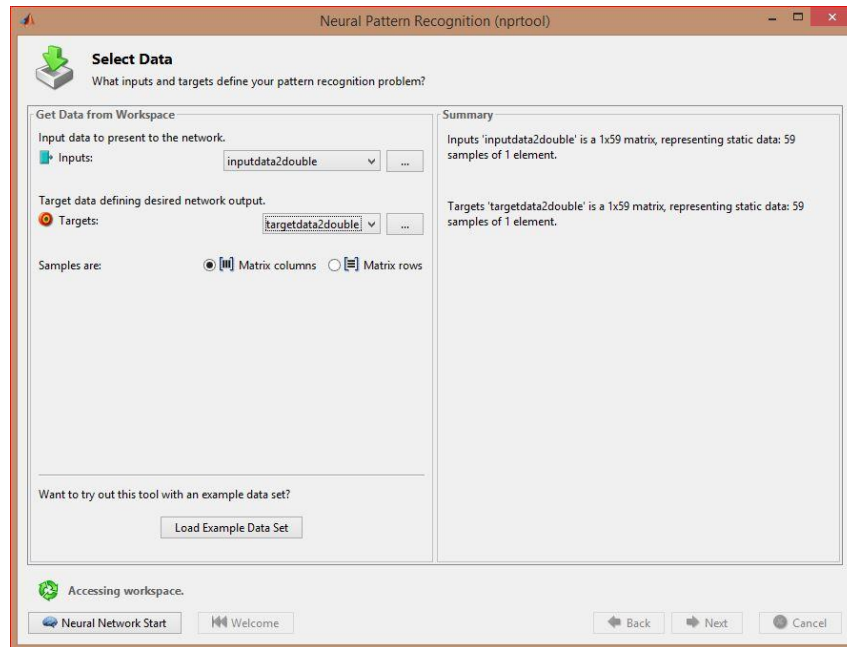 Neural Pattern Recognition (nprtool)
Select Data
What inputs and targets define your pattern recognition problem?
Get Data from Workspace
Input data to present to the network.
Inputs:
inputdata2double
...
Target data defining desired network output.
Targets:
targetdata2double
...
Samples are:
Matrix columns
Matrix rows
Want to try out this tool with an example data set?
Load Example Data Set
Summary
Inputs 'inputdata2double' is a 1x59 matrix, representing static data: 59
samples of 1 element.
Targets 'targetdata2double' is a 1x59 matrix, representing static data: 59
samples of 1 element.
Accessing workspace.
Neural Network Start
Welcome
Back
Next
Cancel